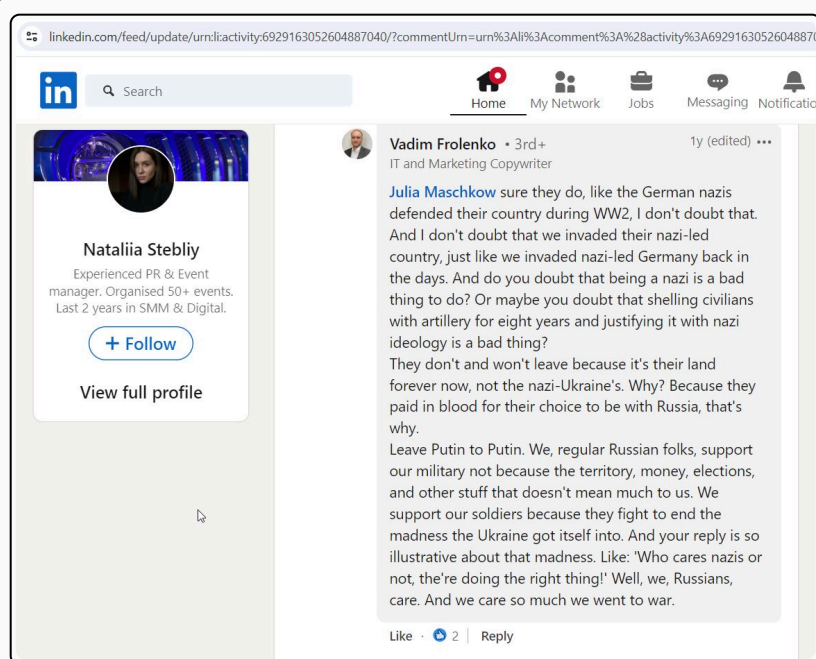 linkedin.com/feed/update/urn:li:activity:6929163052604887040/?commentUrn=urn%3Ali%3Acomment%3A%28activity%3A6929163052604887040
in
Search
Home
My Network
Jobs
Messaging
Notificatio
Nataliia Stebliy
Experienced PR & Event
manager. Organised 50+ events.
Last 2 years in SMM & Digital.
+ Follow
View full profile
Vadim Frolenko • 3rd+
1y (edited) •••
IT and Marketing Copywriter
Julia Maschkow sure they do, like the German nazis
defended their country during WW2, I don't doubt that.
And I don't doubt that we invaded their nazi-led
country, just like we invaded nazi-led Germany back in
the days. And do you doubt that being a nazi is a bad
thing to do? Or maybe you doubt that shelling civilians
with artillery for eight years and justifying it with nazi
ideology is a bad thing?
They don't and won't leave because it's their land
forever now, not the nazi-Ukraine's. Why? Because they
paid in blood for their choice to be with Russia, that's
why.
Leave Putin to Putin. We, regular Russian folks, support
our military not because the territory, money, elections,
and other stuff that doesn't mean much to us. We
support our soldiers because they fight to end the
madness the Ukraine got itself into. And your reply is so
illustrative about that madness. Like: 'Who cares nazis or
not, the're doing the right thing!' Well, we, Russians,
care. And we care so much we went to war.
Like · 2 | Reply